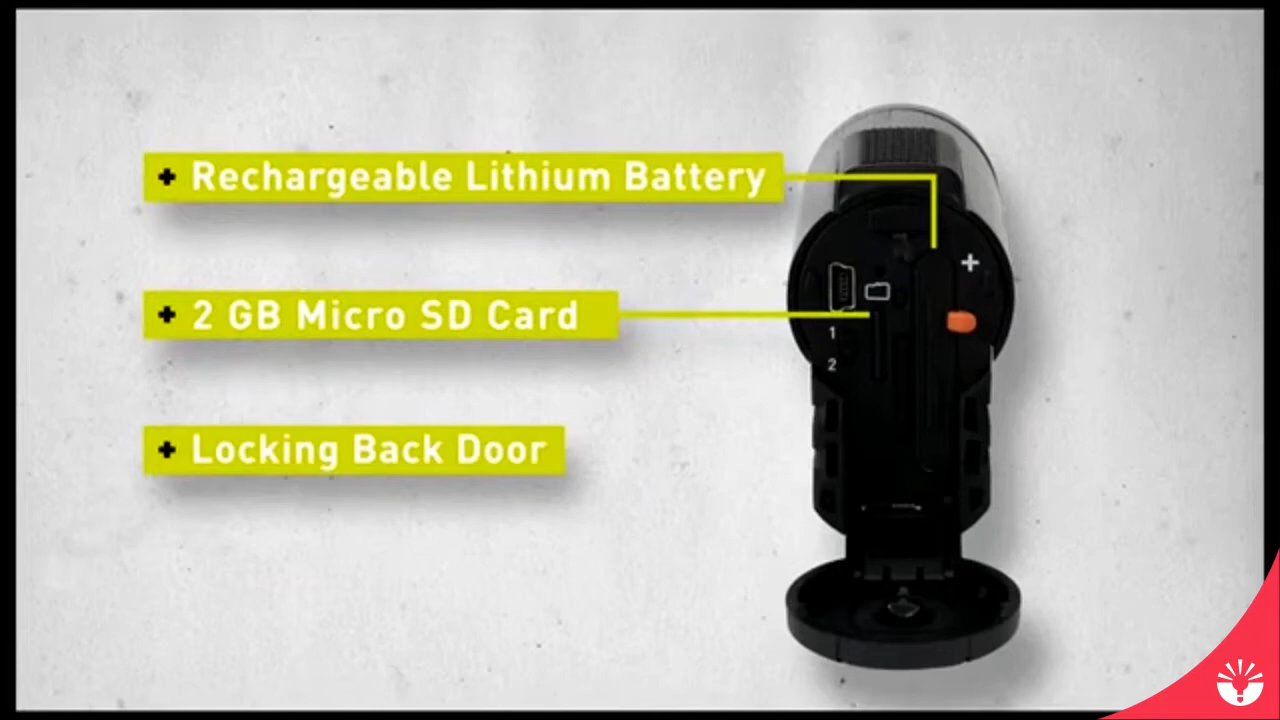 + Rechargeable Lithium Battery
+ 2 GB Micro SD Card
+ Locking Back Door
+
1
2